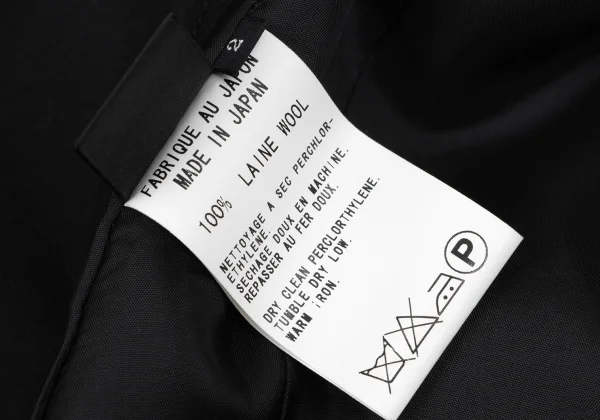 2
FABRIQUE AU JAPON
MADE IN JAPAN
100% LAINE WOOL
NETTOYAGE A SEC PERCHLOR-
ETHYLENE.
SECHAGE DOUX EN MACHINE.
REPASSER AU FER DOUX.
DRY CLEAN PERCLORTHYLENE.
TUMBLE DRY LOW.
WARM IRON.
P